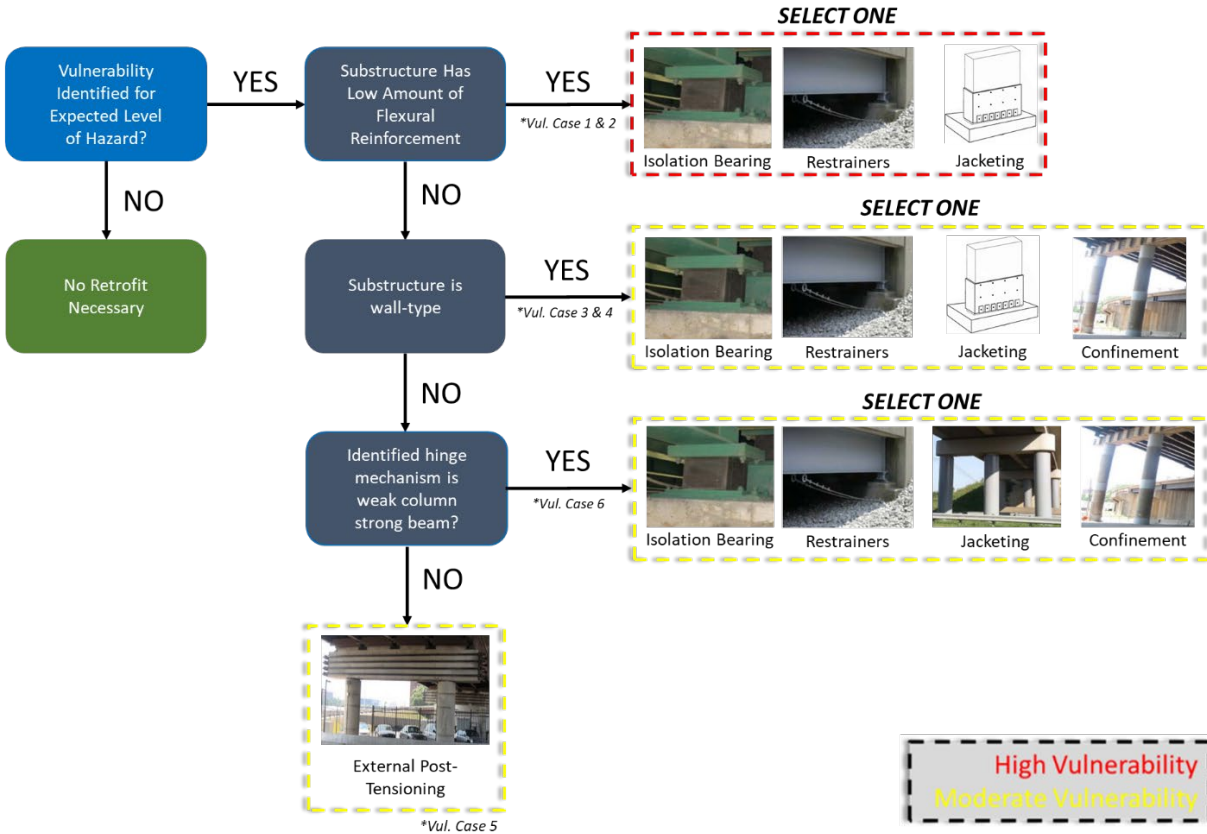 SELECT ONE
Vulnerability
Identified for
Expected Level
of Hazard?
YES
Substructure Has
Low Amount of
Flexural
Reinforcement
YES
*Vul. Case 1 & 2
Isolation Bearing
Restrainers
Jacketing
NO
NO
SELECT ONE
No Retrofit
Necessary
Substructure is
wall-type
YES
*Vul. Case 3 & 4
Isolation Bearing
Restrainers
Jacketing
Confinement
NO
SELECT ONE
Identified hinge
mechanism is
weak column
strong beam?
YES
*Vul. Case 6
Isolation Bearing
Restrainers
Jacketing
Confinement
NO
External Post-
Tensioning
*Vul. Case 5
High Vulnerability
Moderate Vulnerability